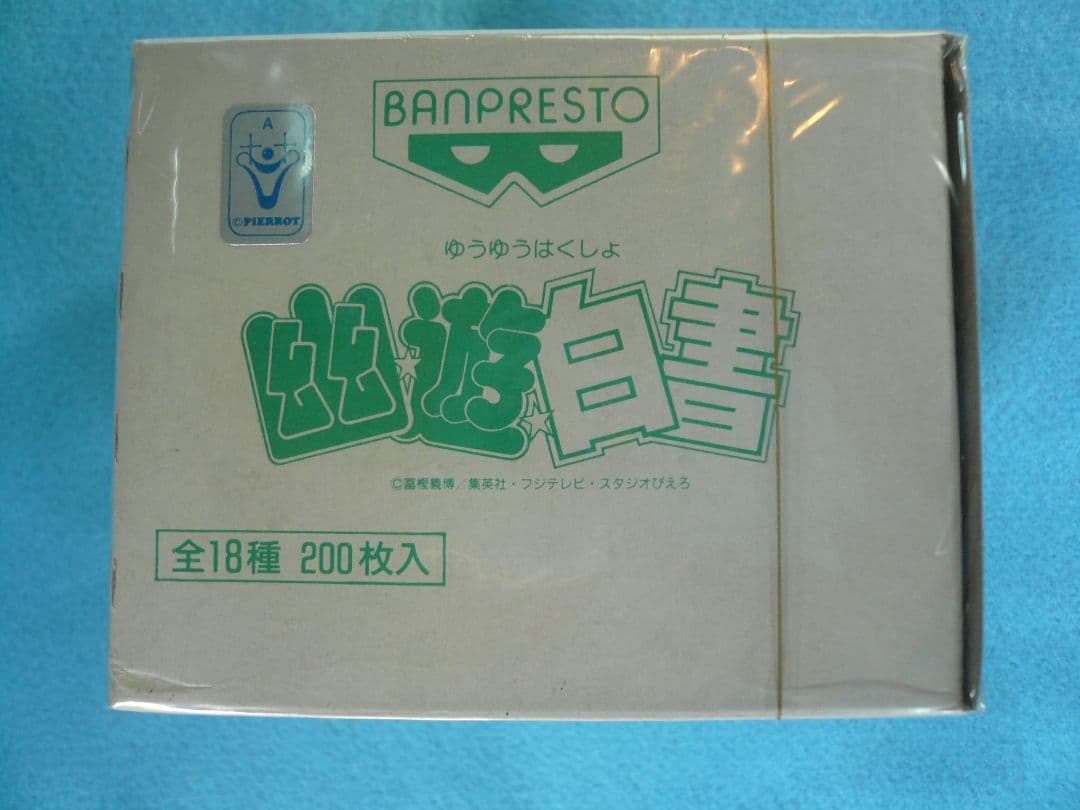 BANPRESTO
A
©PIERROT
ゆうゆうはくしょ
幽☆遊☆白書
©冨樫義博/集英社・フジテレビ・スタジオぴえろ
全18種 200枚入